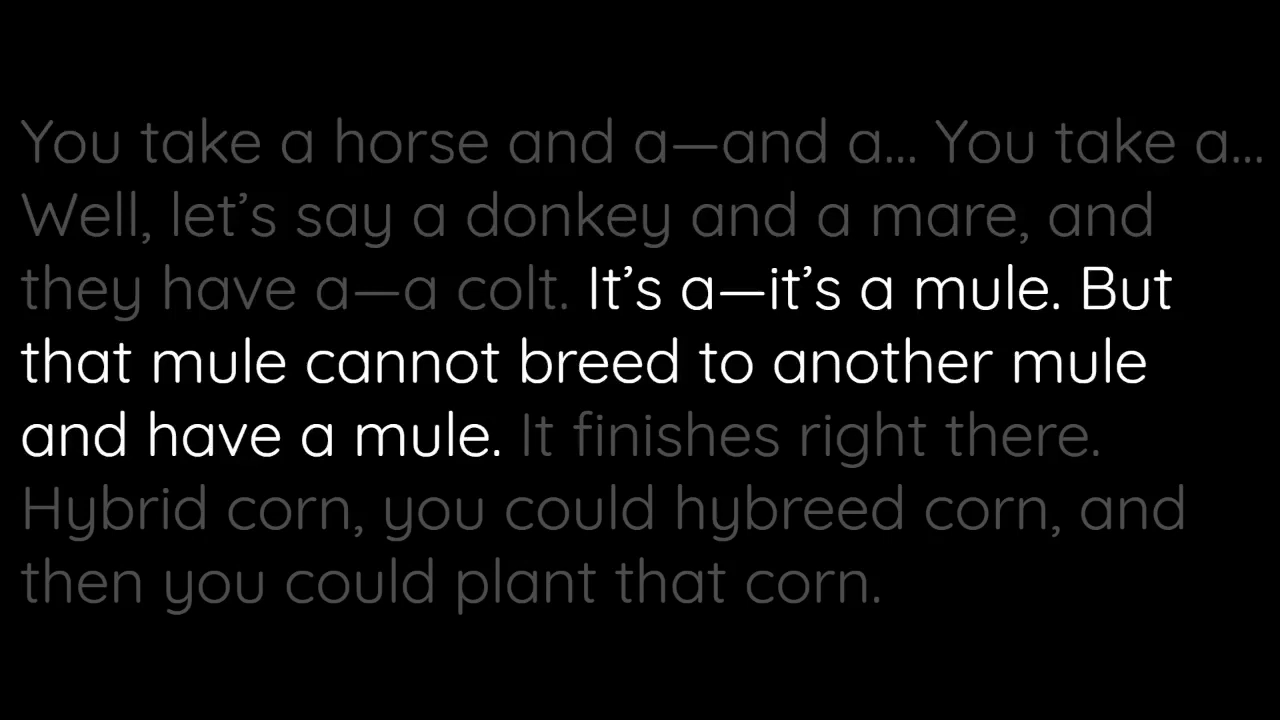 You take a horse and a—and a... You take a...
Well, let’s say a donkey and a mare, and
they have a—a colt. It’s a—it’s a mule. But
that mule cannot breed to another mule
and have a mule. It finishes right there.
Hybrid corn, you could hybreed corn, and
then you could plant that corn.